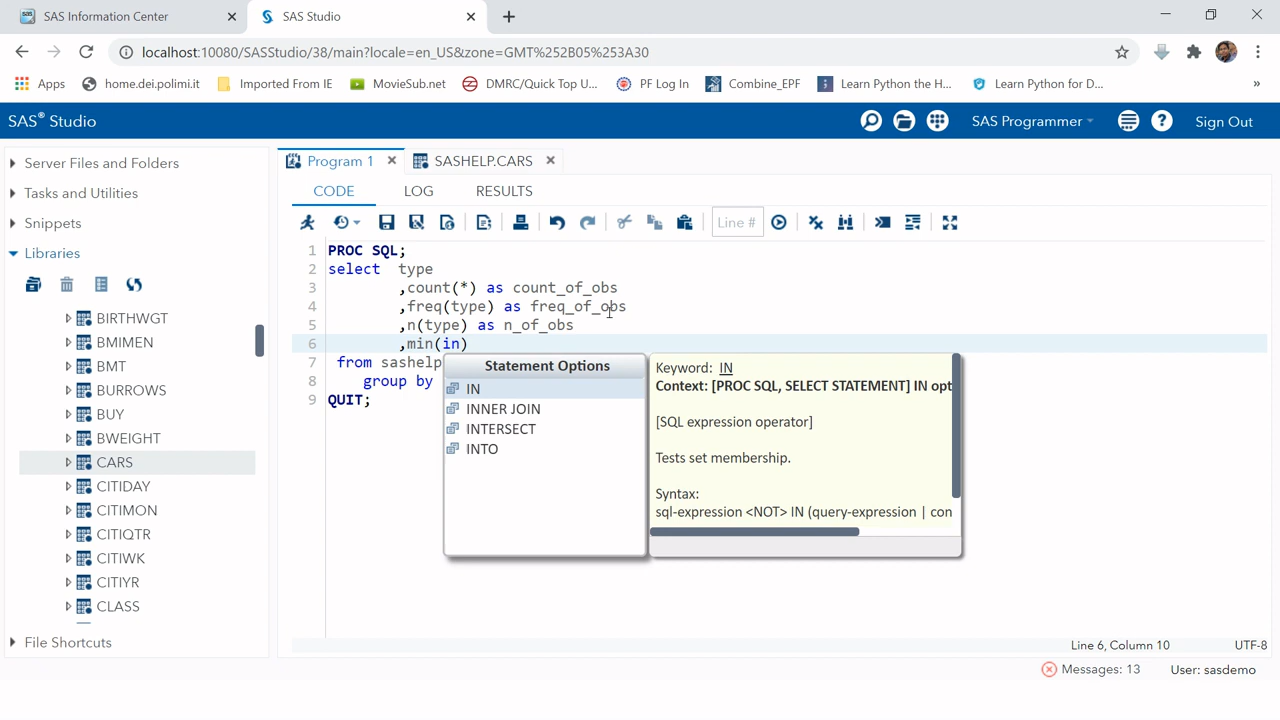 SAS Information Center
SAS Studio
localhost:10080/SASStudio/38/main?locale=en_US&zone=GMT%252B05%253A30
Apps
home.dei.polimi.it
Imported From IE
MovieSub.net
DMRC/Quick Top U...
PF Log In
Combine_EPF
Learn Python the H...
Learn Python for D...
»
SAS® Studio
SAS Programmer
Sign Out
Server Files and Folders
Tasks and Utilities
Snippets
Libraries
BIRTHWGT
BMIMEN
BMT
BURROWS
BUY
BWEIGHT
CARS
CITIDAY
CITIMON
CITIQTR
CITIWK
CITIYR
CLASS
File Shortcuts
Program 1
SASHELP.CARS
CODE
LOG
RESULTS
Line #
1 PROC SQL;
2 select type
3 ,count(*) as count_of_obs
4 ,freq(type) as freq_of_obs
5 ,n(type) as n_of_obs
6 ,min(in)
7 from sashelp
8 group by
9 QUIT;
Statement Options
IN
INNER JOIN
INTERSECT
INTO
Keyword: IN
Context: [PROC SQL, SELECT STATEMENT] IN opt
[SQL expression operator]
Tests set membership.
Syntax:
sql-expression <NOT> IN (query-expression | con
Line 6, Column 10
UTF-8
Messages: 13
User: sasdemo